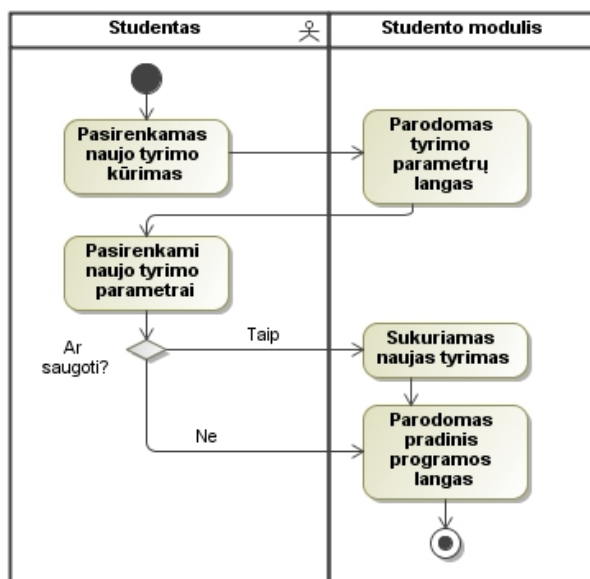 Studentas
Studento modulis
Pasirenkamas
naujo tyrimo
kūrimas
Parodomas
tyrimo
parametrų
langas
Pasirenkami
naujo tyrimo
parametrai
Ar
saugoti?
Taip
Sukuriamas
naujas tyrimas
Ne
Parodomas
pradinis
programos
langas